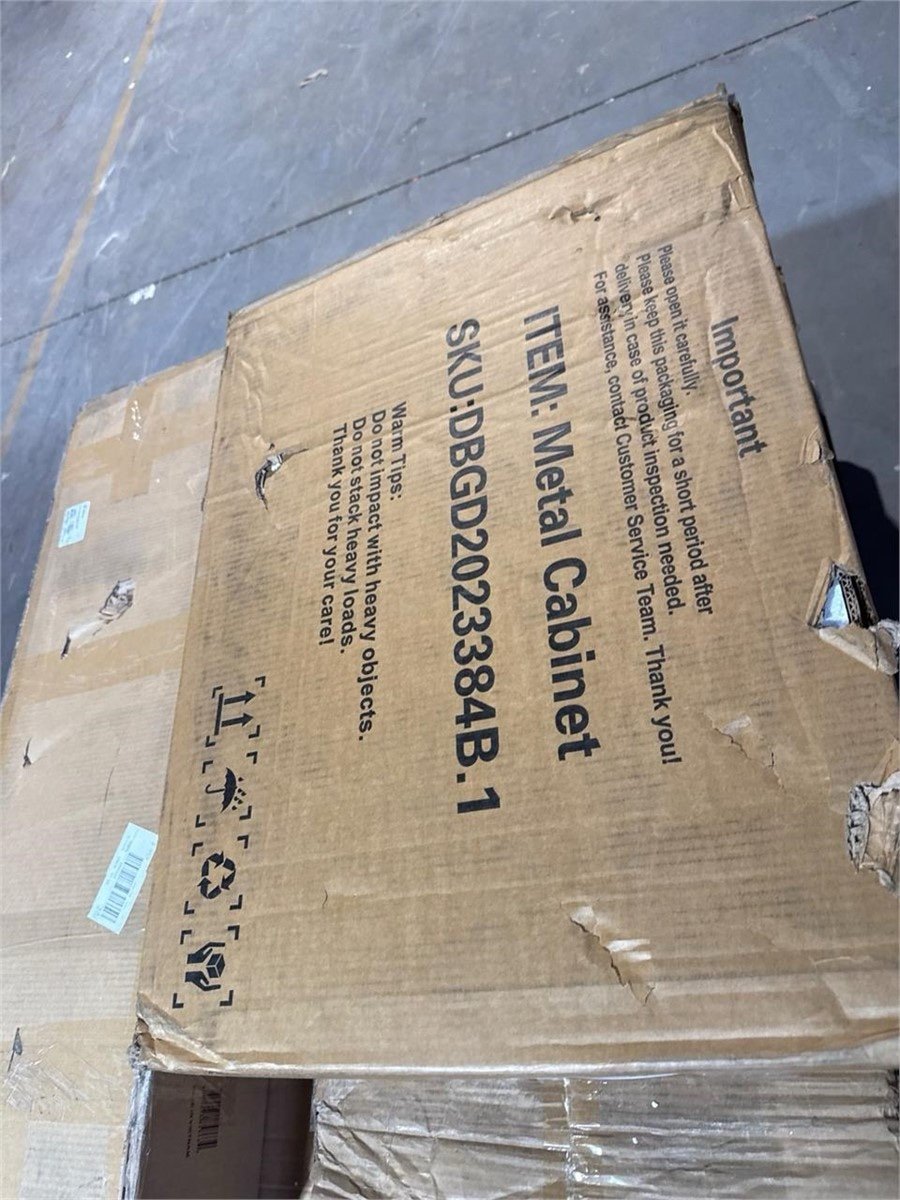 Important
Please open it carefully.
Please keep this packaging for a short period after
delivery in case of product inspection needed.
For assistance, contact Customer Service Team. Thank you!
ITEM: Metal Cabinet
SKU:DBGD2023384B.1
Warm Tips:
Do not impact with heavy objects.
Do not stack heavy loads.
Thank you for your care!